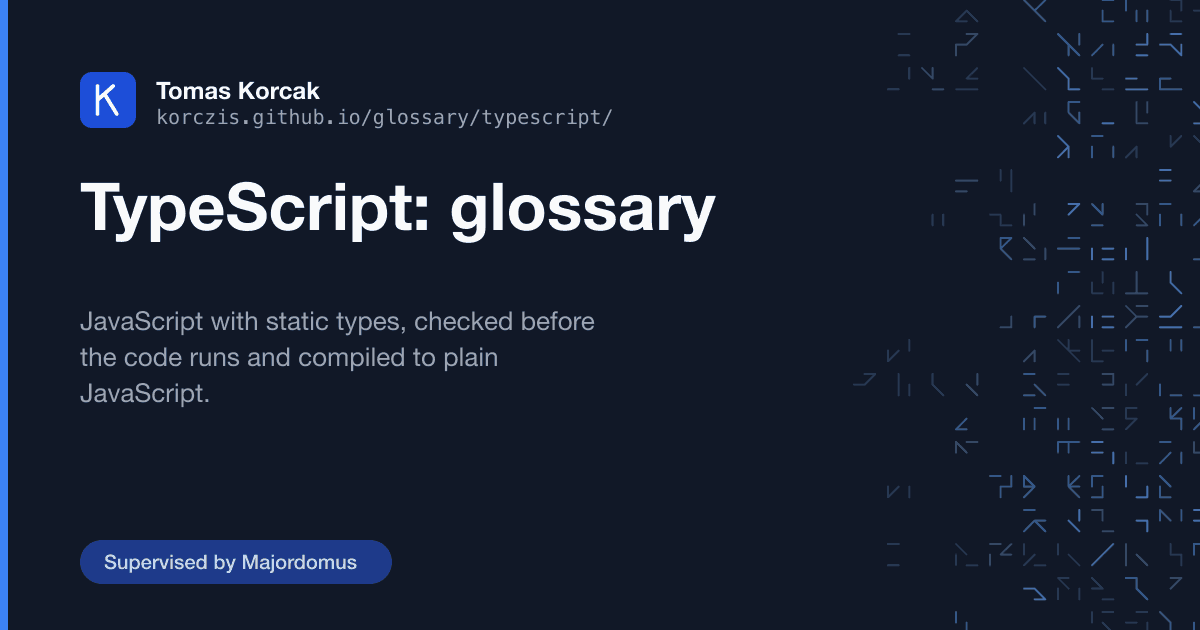 K
Tomas Korcak
korczis.github.io/glossary/typescript/
TypeScript: glossary
JavaScript with static types, checked before
the code runs and compiled to plain
JavaScript.
Supervised by Majordomus